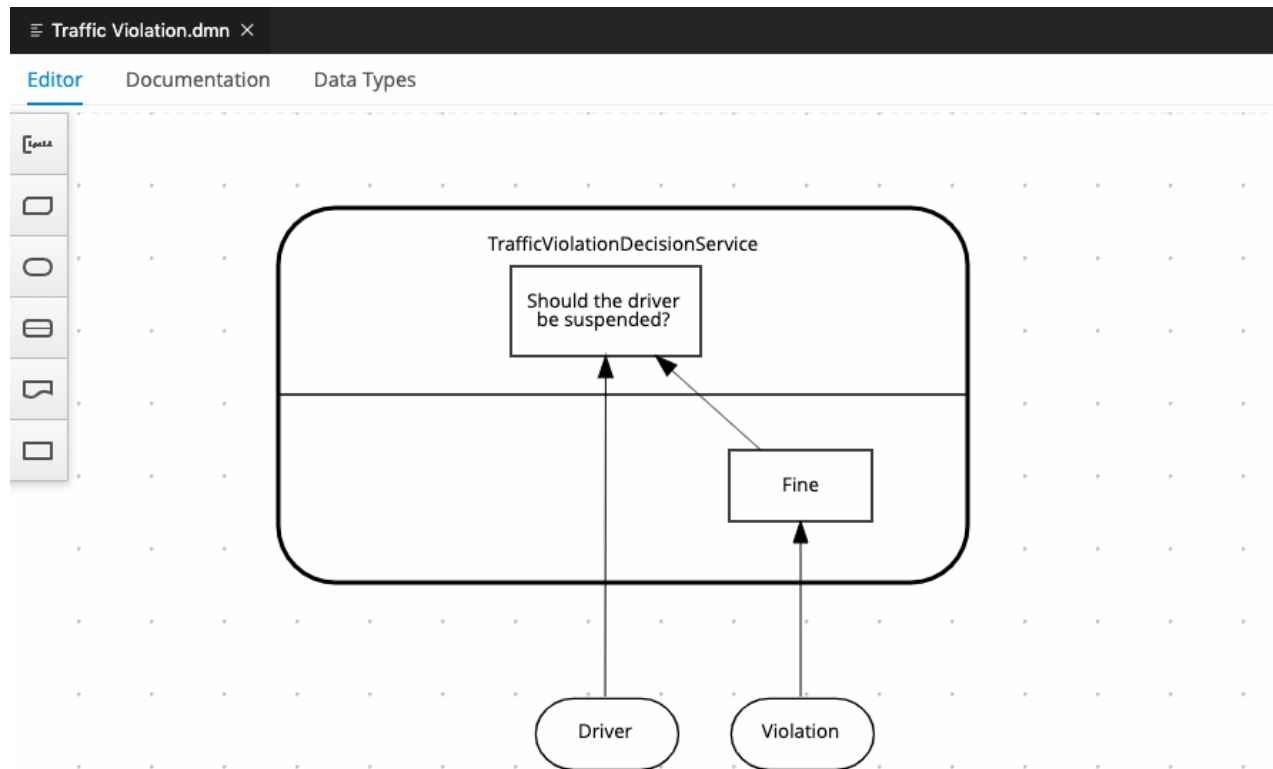 Traffic Violation.dmn
Editor Documentation Data Types
TrafficViolationDecisionService
Should the driver
be suspended?
Fine
Driver
Violation